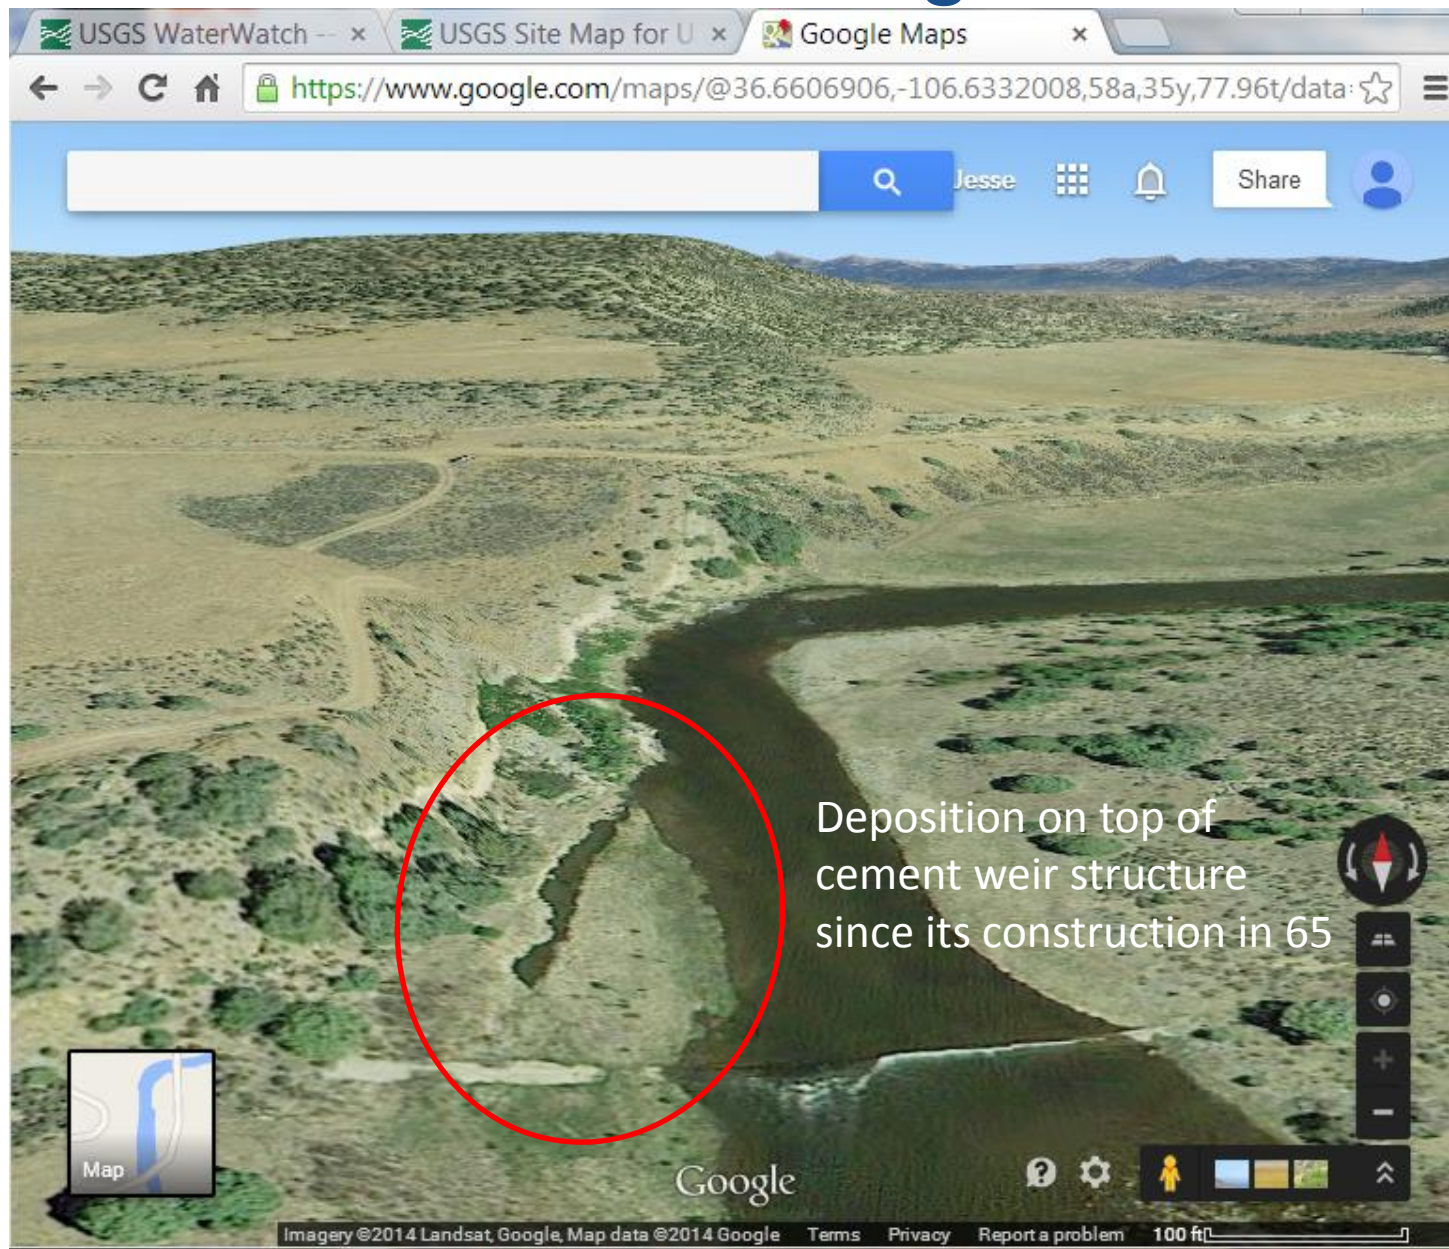 USGS WaterWatch -- × USGS Site Map for U × Google Maps ×
https://www.google.com/maps/@36.6606906,-106.6332008,58a,35y,77.96t/data
Jesse Share
Deposition on top of
cement weir structure
since its construction in 65
Map
Google
Imagery ©2014 Landsat, Google, Map data ©2014 Google Terms Privacy Report a problem 100 ft